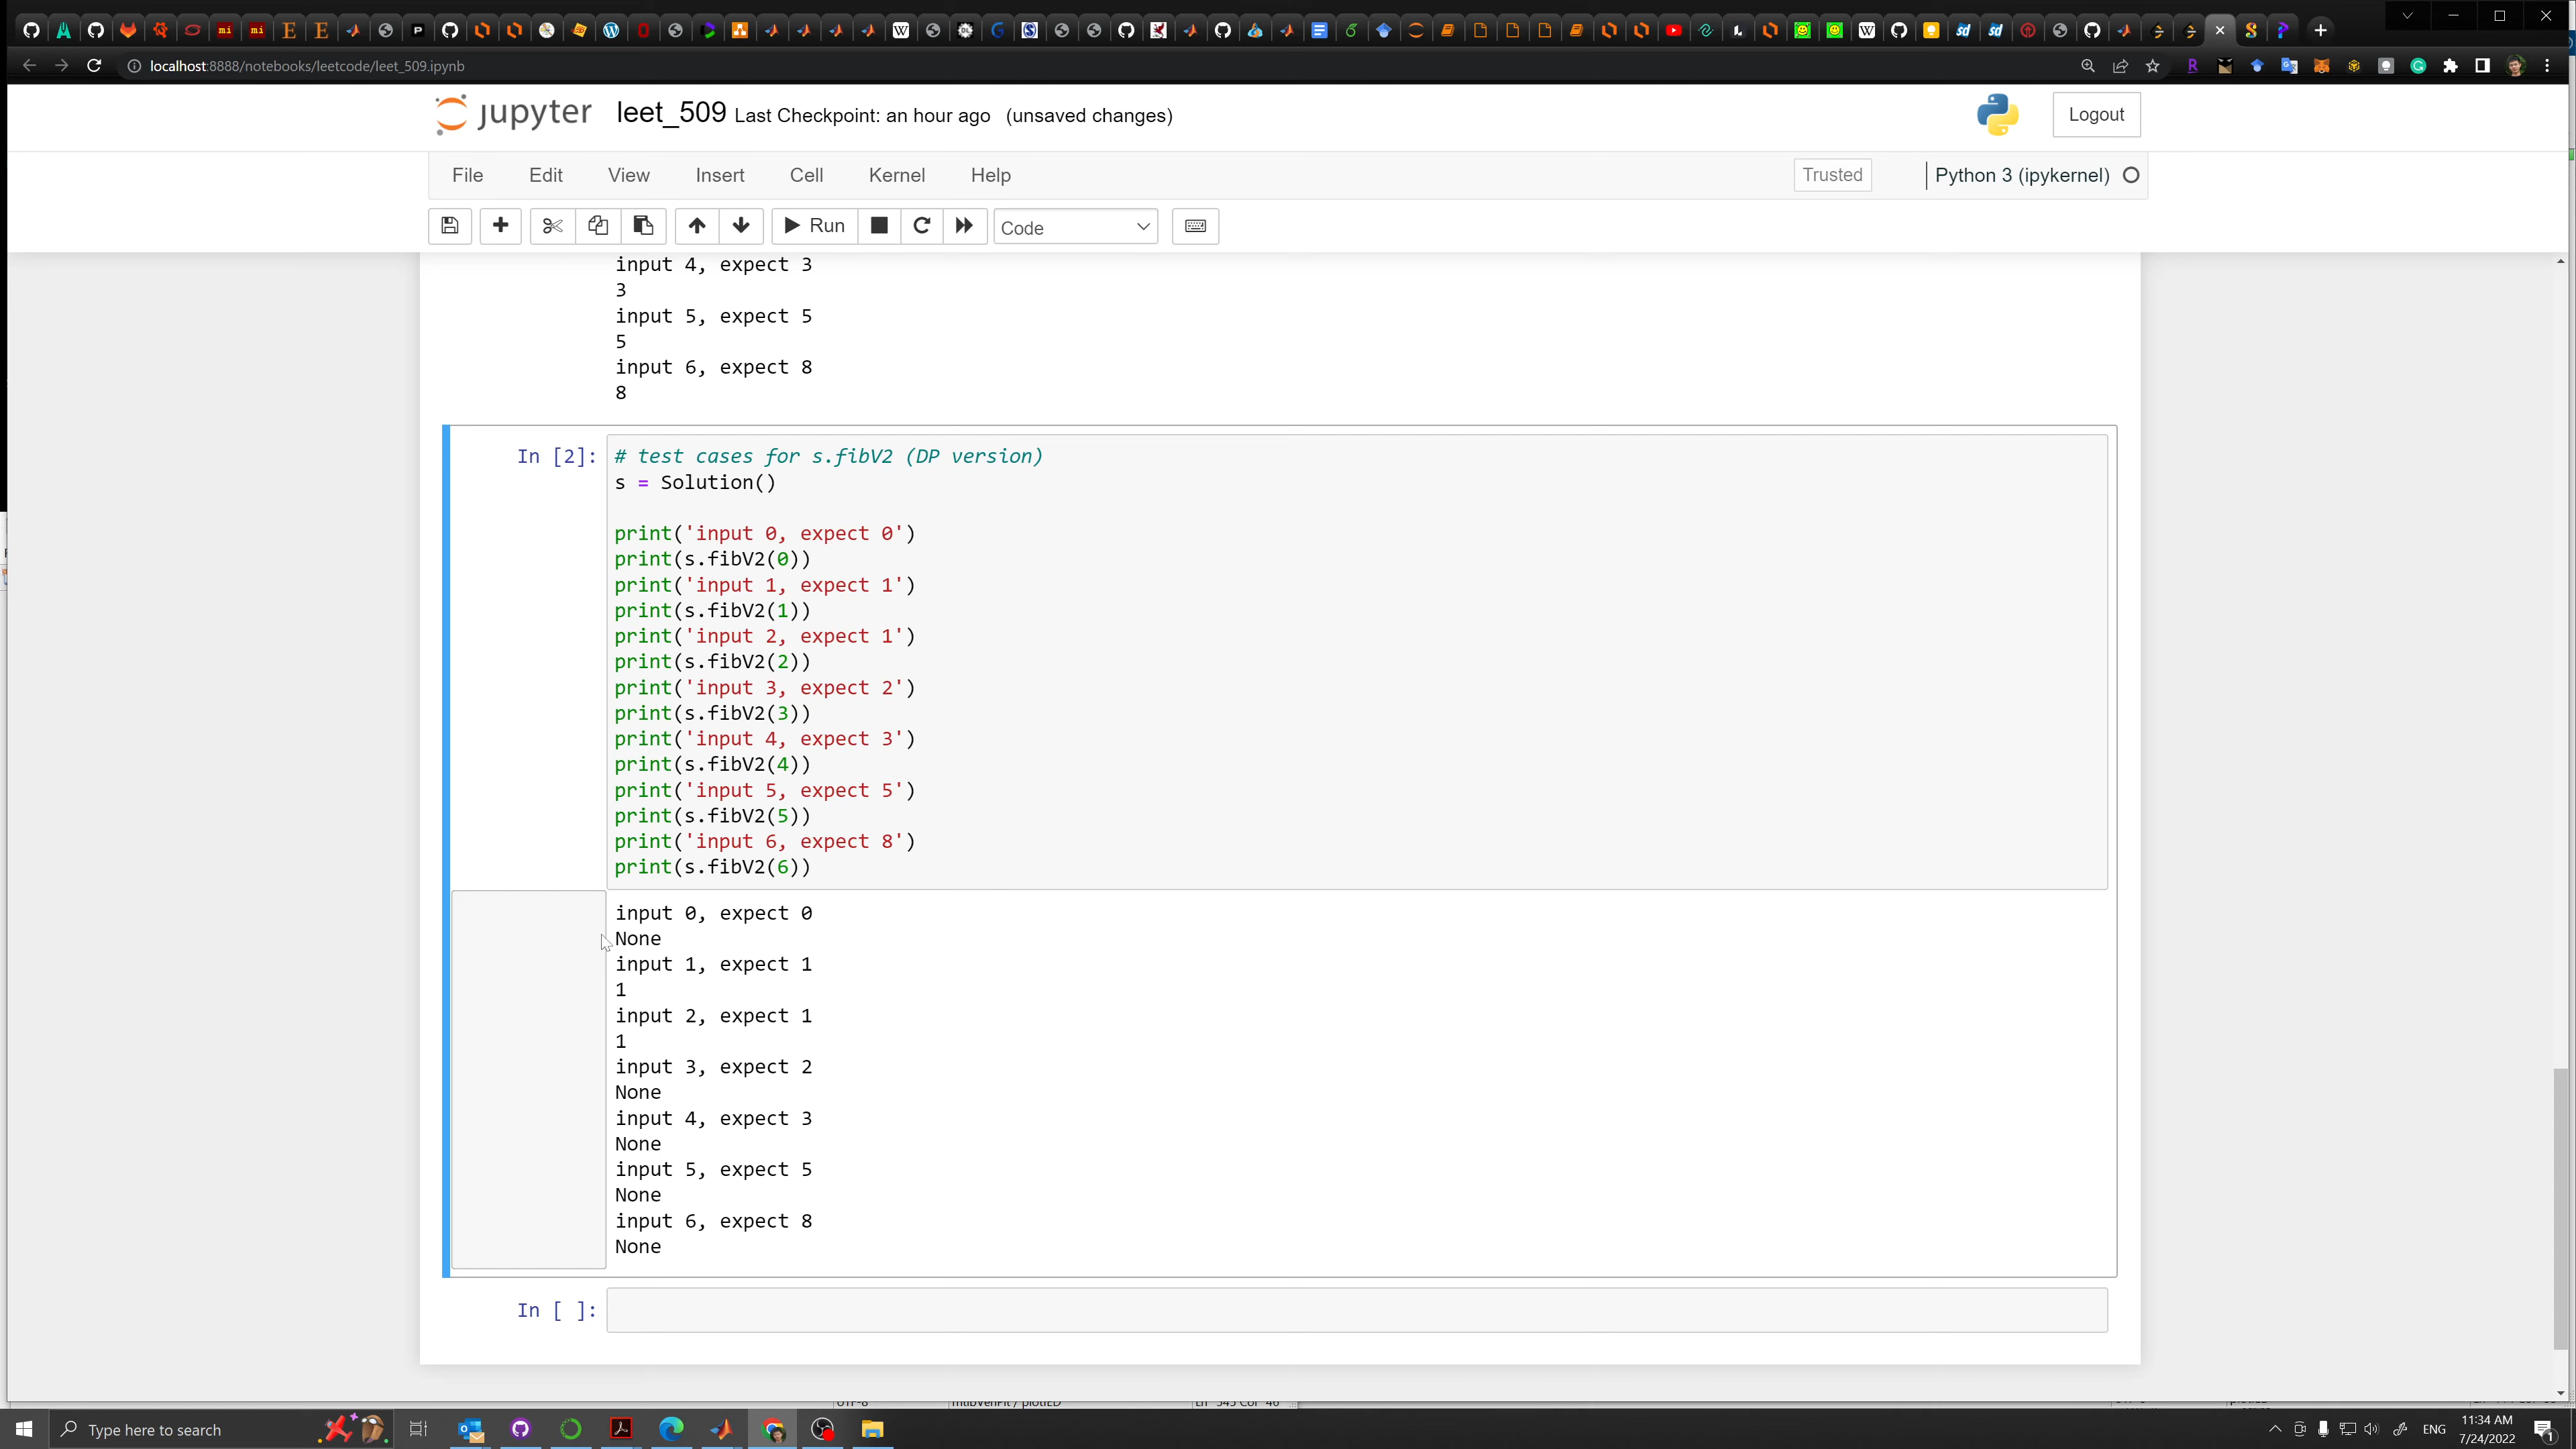 localhost:8888/notebooks/leetcode/leet_509.ipynb
jupyter leet_509 Last Checkpoint: an hour ago (unsaved changes)
Logout
File Edit View Insert Cell Kernel Help
Trusted
Python 3 (ipykernel)
Run
Code
input 4, expect 3
3
input 5, expect 5
5
input 6, expect 8
8
In [2]:
# test cases for s.fibV2 (DP version)
s = Solution()
print('input 0, expect 0')
print(s.fibV2(0))
print('input 1, expect 1')
print(s.fibV2(1))
print('input 2, expect 1')
print(s.fibV2(2))
print('input 3, expect 2')
print(s.fibV2(3))
print('input 4, expect 3')
print(s.fibV2(4))
print('input 5, expect 5')
print(s.fibV2(5))
print('input 6, expect 8')
print(s.fibV2(6))
input 0, expect 0
None
input 1, expect 1
1
input 2, expect 1
1
input 3, expect 2
None
input 4, expect 3
None
input 5, expect 5
None
input 6, expect 8
None
In [ ]:
Type here to search
ENG
11:34 AM
7/24/2022